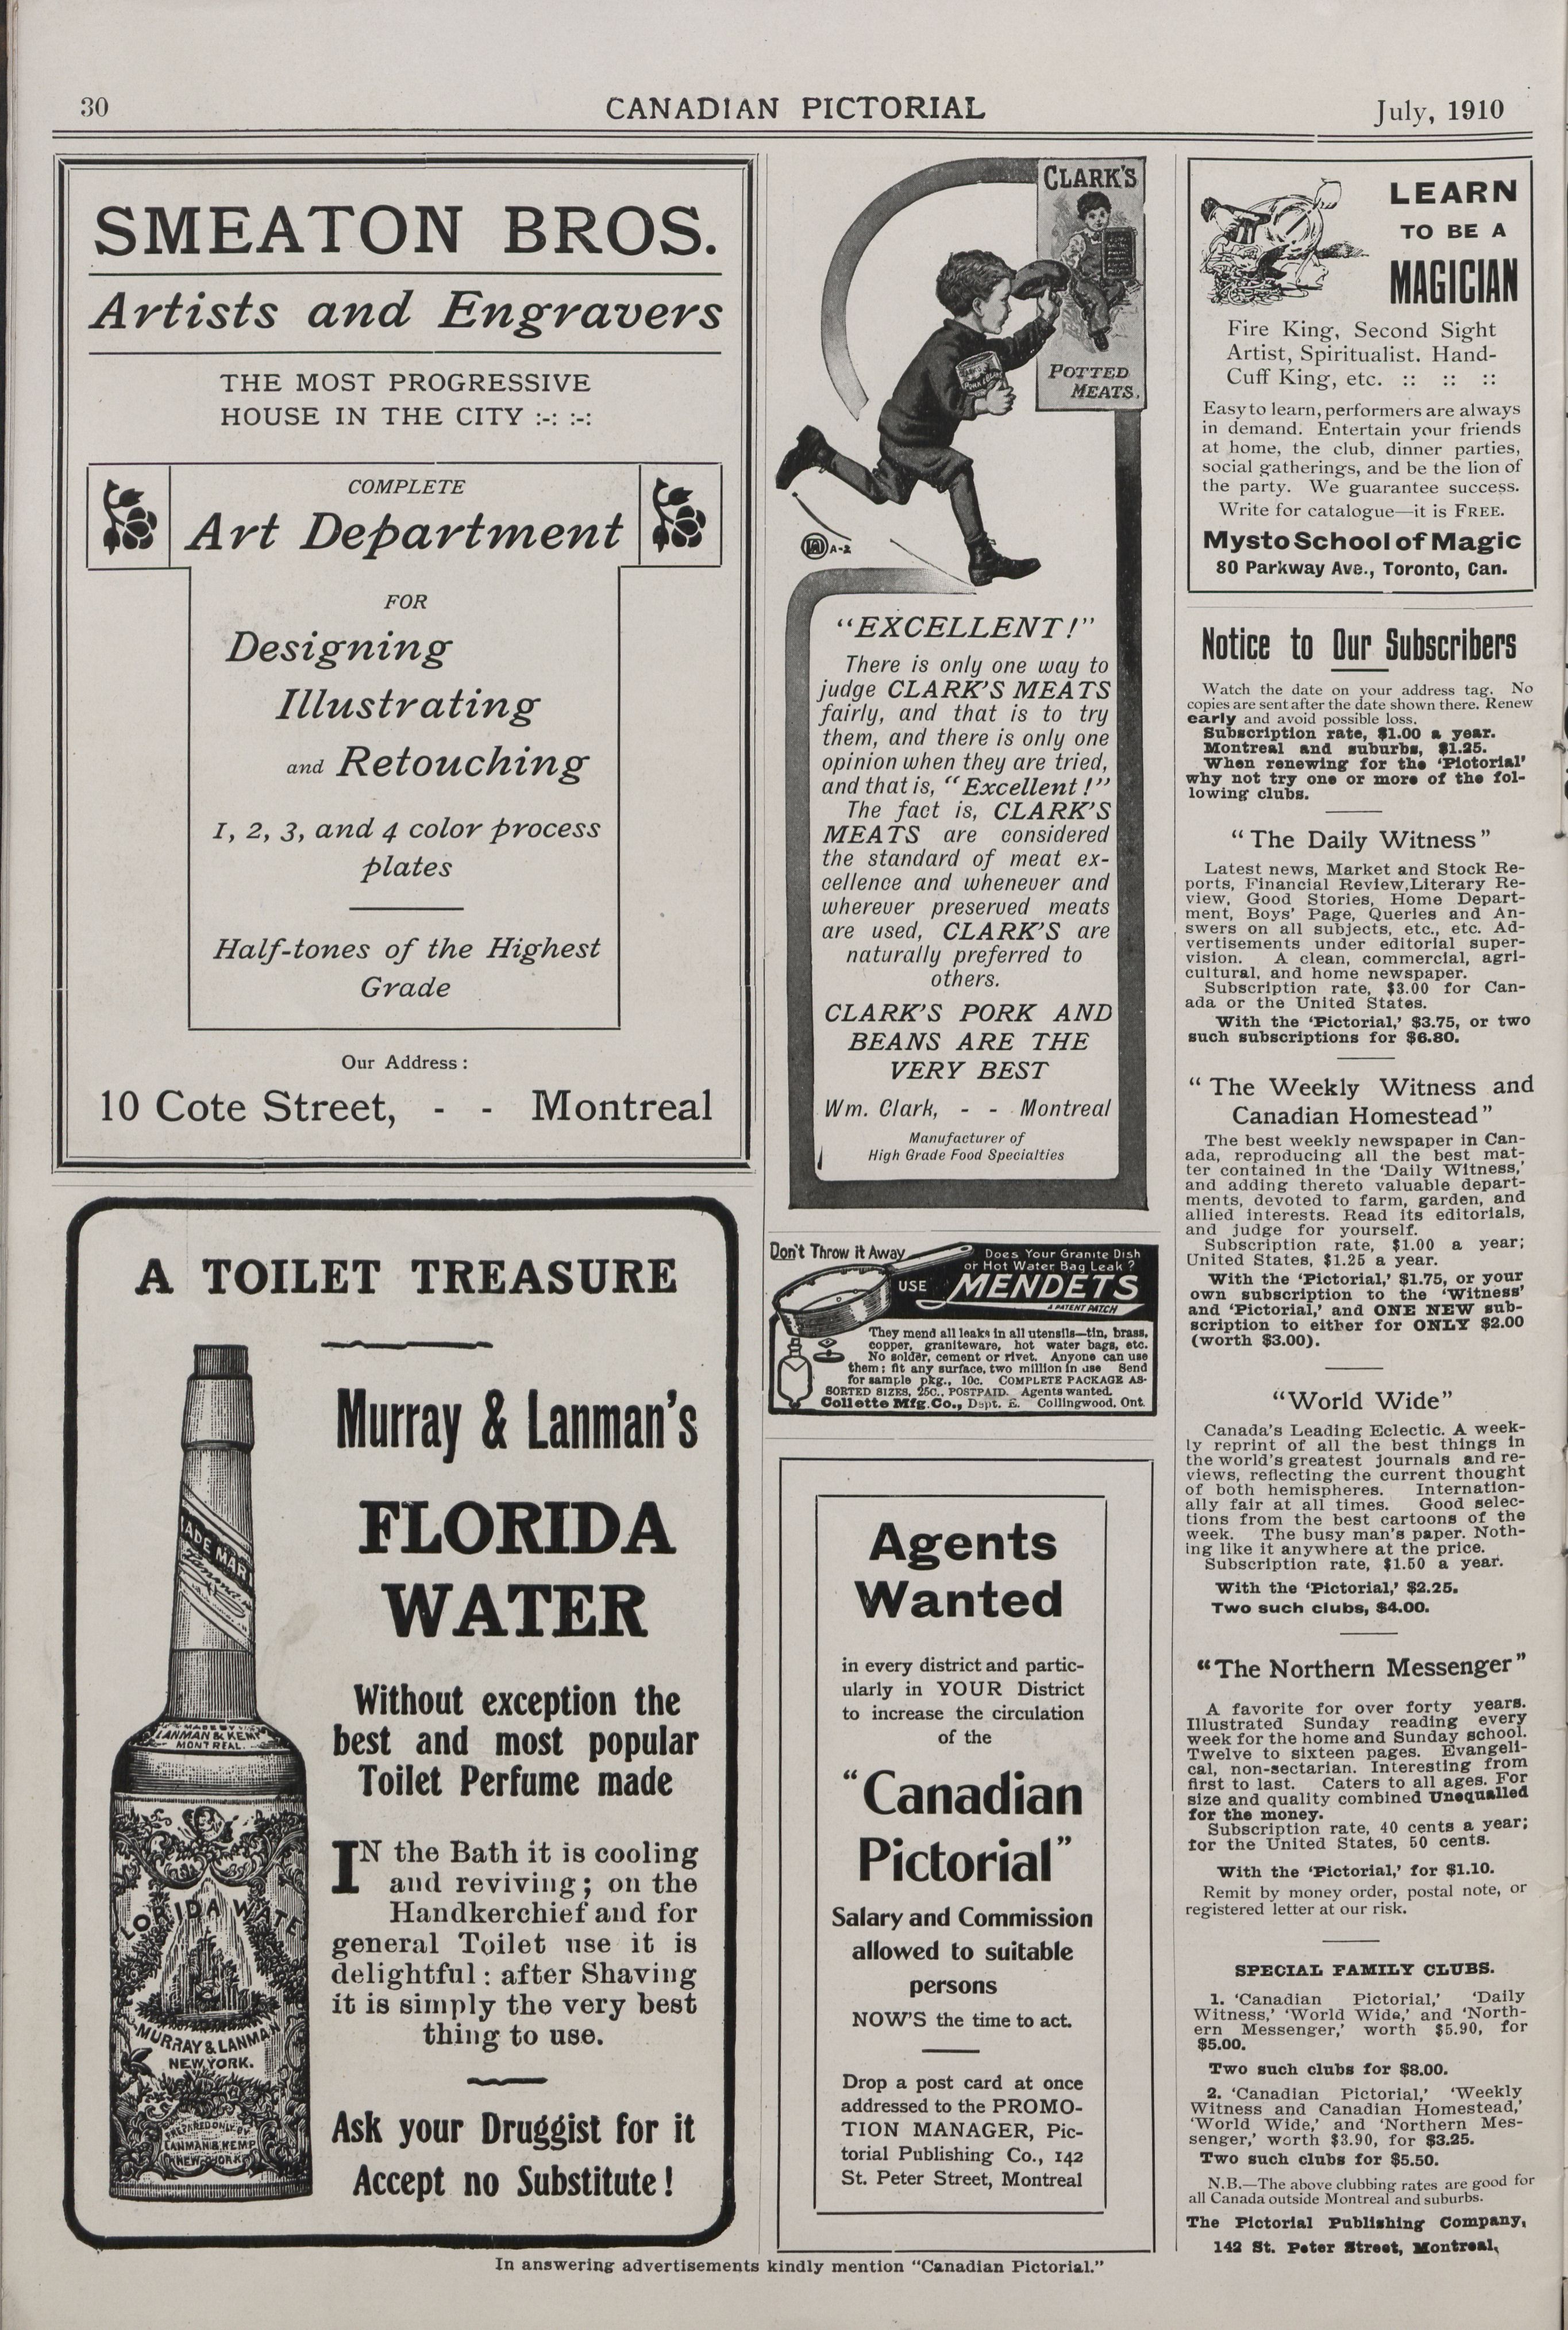 30
CANADIAN PICTORIAL
July, 1910
SMEATON BROS.
Artists and Engravers
THE MOST PROGRESSIVE
HOUSE IN THE CITY :-: :-:
COMPLETE
Art Department
FOR
Designing
Illustrating
and Retouching
1, 2, 3, and 4 color process
plates
Half-tones of the Highest
Grade
Our Address:
10 Cote Street, - - Montreal
A TOILET TREASURE
Murray & Lanman's
FLORIDA
WATER
Without exception the
best and most popular
Toilet Perfume made
IN the Bath it is cooling
and reviving; on the
Handkerchief and for
general Toilet use it is
delightful: after Shaving
it is simply the very best
thing to use.
Ask your Druggist for it
Accept no Substitute!
ADE MAR
MADE BY
LANMAN & KEMP
MONTREAL.
LORIDA WATE
MURRAY & LANMAN
NEW YORK.
PREPARED ONLY BY
LANMAN & KEMP
NEW YORK
CLARK'S
POTTED
MEATS.
PORK & BEANS
A-2
"EXCELLENT!"
There is only one way to
judge CLARK'S MEATS
fairly, and that is to try
them, and there is only one
opinion when they are tried,
and that is, "Excellent!"
The fact is, CLARK'S
MEATS are considered
the standard of meat ex-
cellence and whenever and
wherever preserved meats
are used, CLARK'S are
naturally preferred to
others.
CLARK'S PORK AND
BEANS ARE THE
VERY BEST
Wm. Clark, - - Montreal
Manufacturer of
High Grade Food Specialties
Don't Throw it Away
Does Your Granite Dish
or Hot Water Bag Leak?
USE MENDETS
A PATENT PATCH
They mend all leaks in all utensils—tin, brass,
copper, graniteware, hot water bags, etc.
No solder, cement or rivet. Anyone can use
them; fit any surface, two million in use Send
for sample pkg., 10c. COMPLETE PACKAGE AS-
SORTED SIZES, 25C., POSTPAID. Agents wanted.
Collette Mfg. Co., Dept. E. Collingwood, Ont.
Agents
Wanted
in every district and partic-
ularly in YOUR District
to increase the circulation
of the
"Canadian
Pictorial"
Salary and Commission
allowed to suitable
persons
NOW'S the time to act.
Drop a post card at once
addressed to the PROMO-
TION MANAGER, Pic-
torial Publishing Co., 142
St. Peter Street, Montreal
LEARN
TO BE A
MAGICIAN
Fire King, Second Sight
Artist, Spiritualist. Hand-
Cuff King, etc. :: :: ::
Easy to learn, performers are always
in demand. Entertain your friends
at home, the club, dinner parties,
social gatherings, and be the lion of
the party. We guarantee success.
Write for catalogue—it is FREE.
Mysto School of Magic
80 Parkway Ave., Toronto, Can.
Notice to Our Subscribers
Watch the date on your address tag. No
copies are sent after the date shown there. Renew
early and avoid possible loss.
Subscription rate, $1.00 a year.
Montreal and suburbs, $1.25.
When renewing for the 'Pictorial'
why not try one or more of the fol-
lowing clubs.
"The Daily Witness"
Latest news, Market and Stock Re-
ports, Financial Review, Literary Re-
view, Good Stories, Home Depart-
ment, Boys' Page, Queries and An-
swers on all subjects, etc., etc. Ad-
vertisements under editorial super-
vision. A clean, commercial, agri-
cultural, and home newspaper.
Subscription rate, $3.00 for Can-
ada or the United States.
With the 'Pictorial,' $3.75, or two
such subscriptions for $6.80.
"The Weekly Witness and
Canadian Homestead"
The best weekly newspaper in Can-
ada, reproducing all the best mat-
ter contained in the 'Daily Witness,'
and adding thereto valuable depart-
ments, devoted to farm, garden, and
allied interests. Read its editorials,
and judge for yourself.
Subscription rate, $1.00 a year;
United States, $1.25 a year.
With the 'Pictorial,' $1.75, or your
own subscription to the 'Witness'
and 'Pictorial,' and ONE NEW sub-
scription to either for ONLY $2.00
(worth $3.00).
"World Wide"
Canada's Leading Eclectic. A week-
ly reprint of all the best things in
the world's greatest journals and re-
views, reflecting the current thought
of both hemispheres. Internation-
ally fair at all times. Good selec-
tions from the best cartoons of the
week. The busy man's paper. Noth-
ing like it anywhere at the price.
Subscription rate, $1.50 a year.
With the 'Pictorial,' $2.25.
Two such clubs, $4.00.
"The Northern Messenger"
A favorite for over forty years.
Illustrated Sunday reading every
week for the home and Sunday school.
Twelve to sixteen pages. Evangeli-
cal, non-sectarian. Interesting from
first to last. Caters to all ages. For
size and quality combined Unequalled
for the money.
Subscription rate, 40 cents a year;
for the United States, 50 cents.
With the 'Pictorial,' for $1.10.
Remit by money order, postal note, or
registered letter at our risk.
SPECIAL FAMILY CLUBS.
1. 'Canadian Pictorial,' 'Daily
Witness,' 'World Wide,' and 'North-
ern Messenger,' worth $5.90, for
$5.00.
Two such clubs for $8.00.
2. 'Canadian Pictorial,' 'Weekly
Witness and Canadian Homestead,'
'World Wide,' and 'Northern Mes-
senger,' worth $3.90, for $3.25.
Two such clubs for $5.50.
N.B.—The above clubbing rates are good for
all Canada outside Montreal and suburbs.
The Pictorial Publishing Company,
142 St. Peter Street, Montreal,
In answering advertisements kindly mention "Canadian Pictorial."